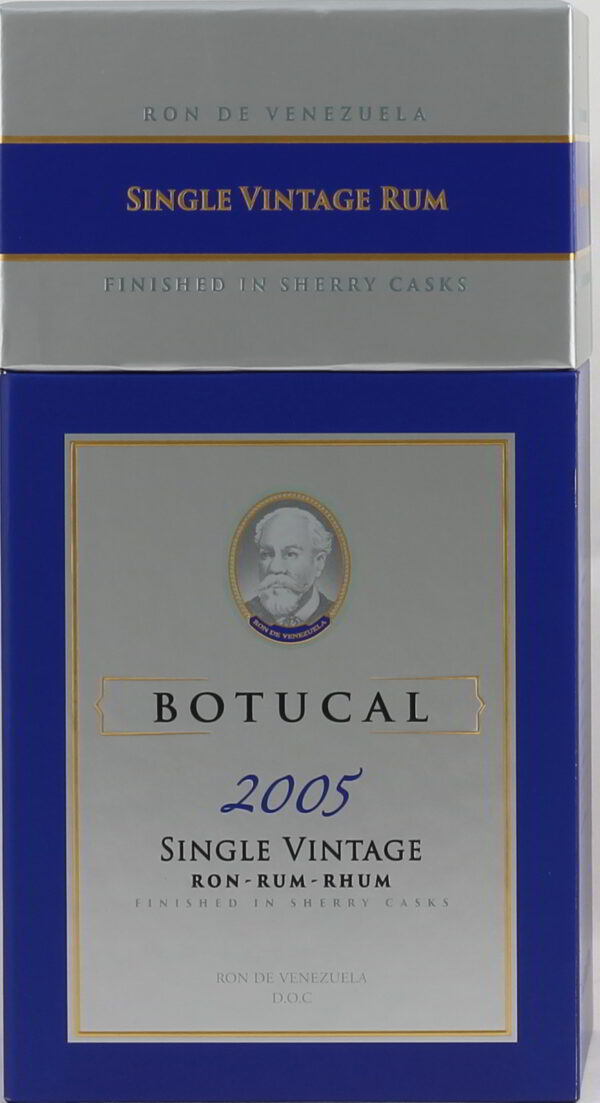 RON DE VENEZUELA
SINGLE VINTAGE RUM
FINISHED IN SHERRY CASKS
RON DE VENEZUELA
BOTUCAL
2005
SINGLE VINTAGE
RON-RUM-RHUM
FINISHED IN SHERRY CASKS
RON DE VENEZUELA
D.O.C